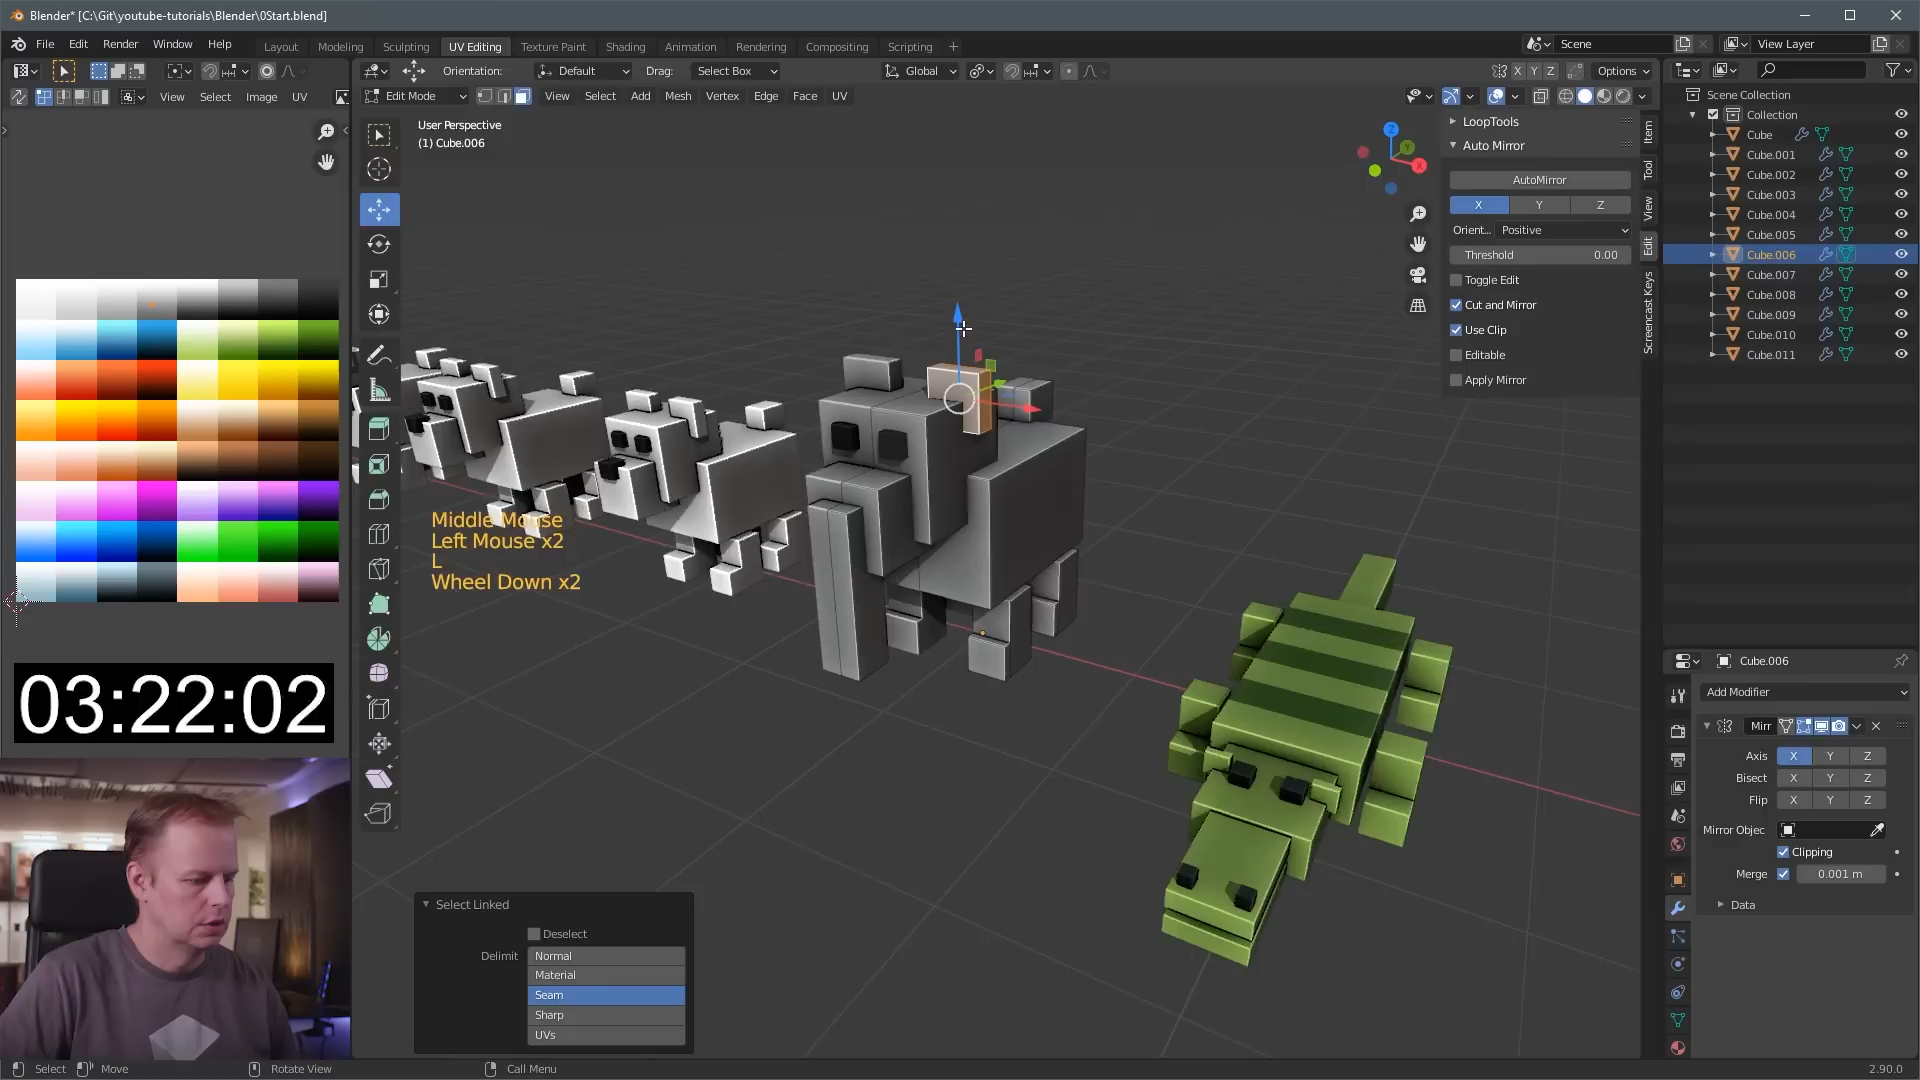 Blender* [C:\Git\youtube-tutorials\Blender\0Start.blend]
File Edit Render Window Help
Layout Modeling Sculpting UV Editing Texture Paint Shading Animation Rendering Compositing Scripting
Scene
View Layer
Orientation: Default Drag: Select Box
Global
X Y Z Options
View Select Image UV
Edit Mode View Select Add Mesh Vertex Edge Face UV
User Perspective
(1) Cube.006
Z
Y
X
LoopTools
Auto Mirror
AutoMirror
X Y Z
Orient... Positive
Threshold 0.00
Toggle Edit
Cut and Mirror
Use Clip
Editable
Apply Mirror
Item
Tool
View
Edit
Screencast Keys
Scene Collection
Collection
Cube
Cube.001
Cube.002
Cube.003
Cube.004
Cube.005
Cube.006
Cube.007
Cube.008
Cube.009
Cube.010
Cube.011
Middle Mouse
Left Mouse x2
L
Wheel Down x2
03:22:02
Select Linked
Deselect
Delimit Normal
Material
Seam
Sharp
UVs
Cube.006
Add Modifier
Mirr
Axis X Y Z
Bisect X Y Z
Flip X Y Z
Mirror Objec
Clipping
Merge 0.001 m
Data
Select Move Rotate View Call Menu
2.90.0